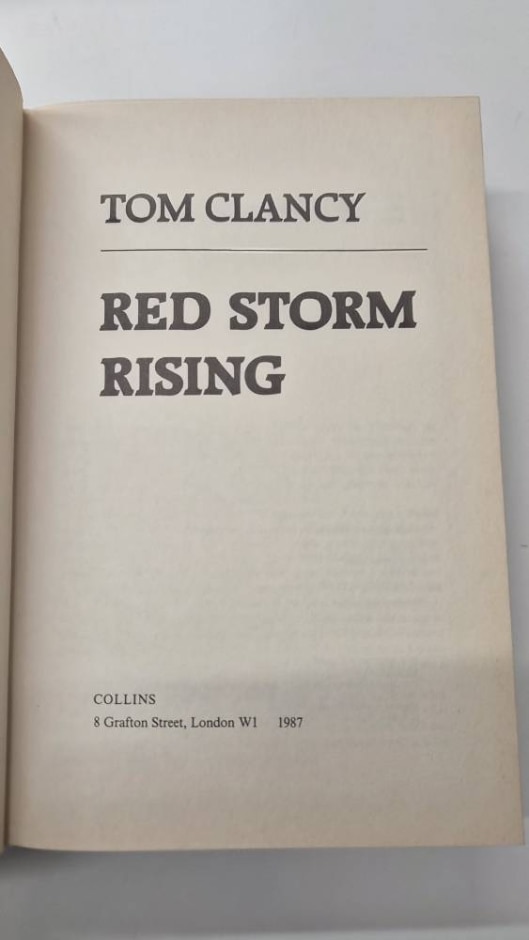 TOM CLANCY
RED STORM
RISING
COLLINS
8 Grafton Street, London W1 1987